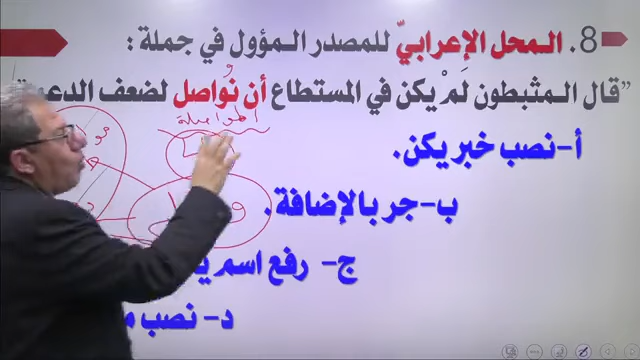 8. المحل الإعرابيّ للمصدر المؤول في جملة :
”قال المثبطون لَمْ يكن في المستطاع أن نُواصل لضعف الدعم
المواصلة
أ- نصب خبر يكن.
ب- جر بالإضافة.
ج- رفع اسم
د- نصب